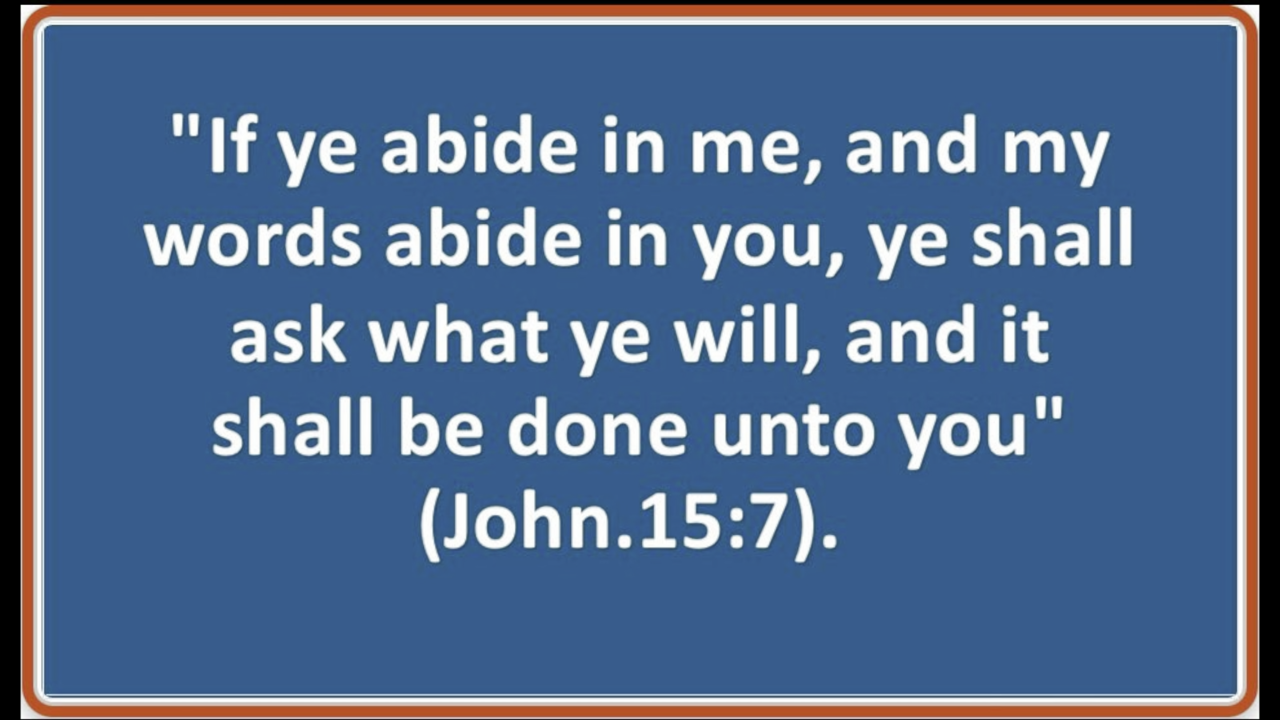 "If ye abide in me, and my
words abide in you, ye shall
ask what ye will, and it
shall be done unto you"
(John.15:7).